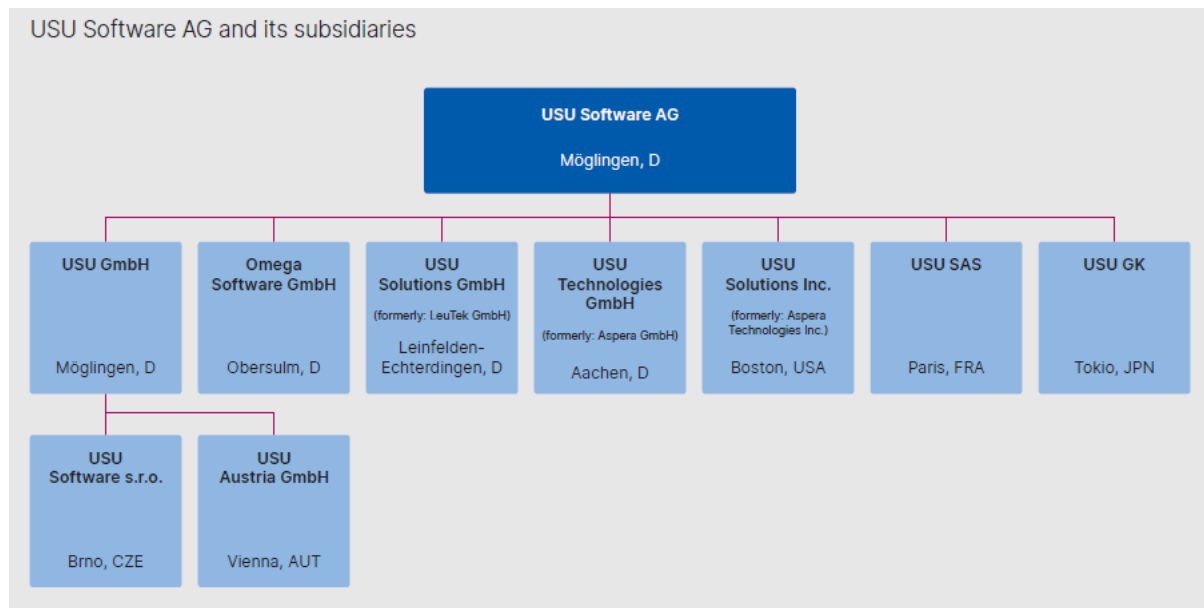 USU Software AG and its subsidiaries
USU Software AG
Möglingen, D
USU GmbH
Möglingen, D
Omega
Software GmbH
Obersulm, D
USU
Solutions GmbH
(formerly: LeuTek GmbH)
Leinfelden-
Echterdingen, D
USU
Technologies
GmbH
(formerly: Aspera GmbH)
Aachen, D
USU
Solutions Inc.
(formerly: Aspera
Technologies Inc.)
Boston, USA
USU SAS
Paris, FRA
USU GK
Tokio, JPN
USU
Software s.r.o.
Brno, CZE
USU
Austria GmbH
Vienna, AUT